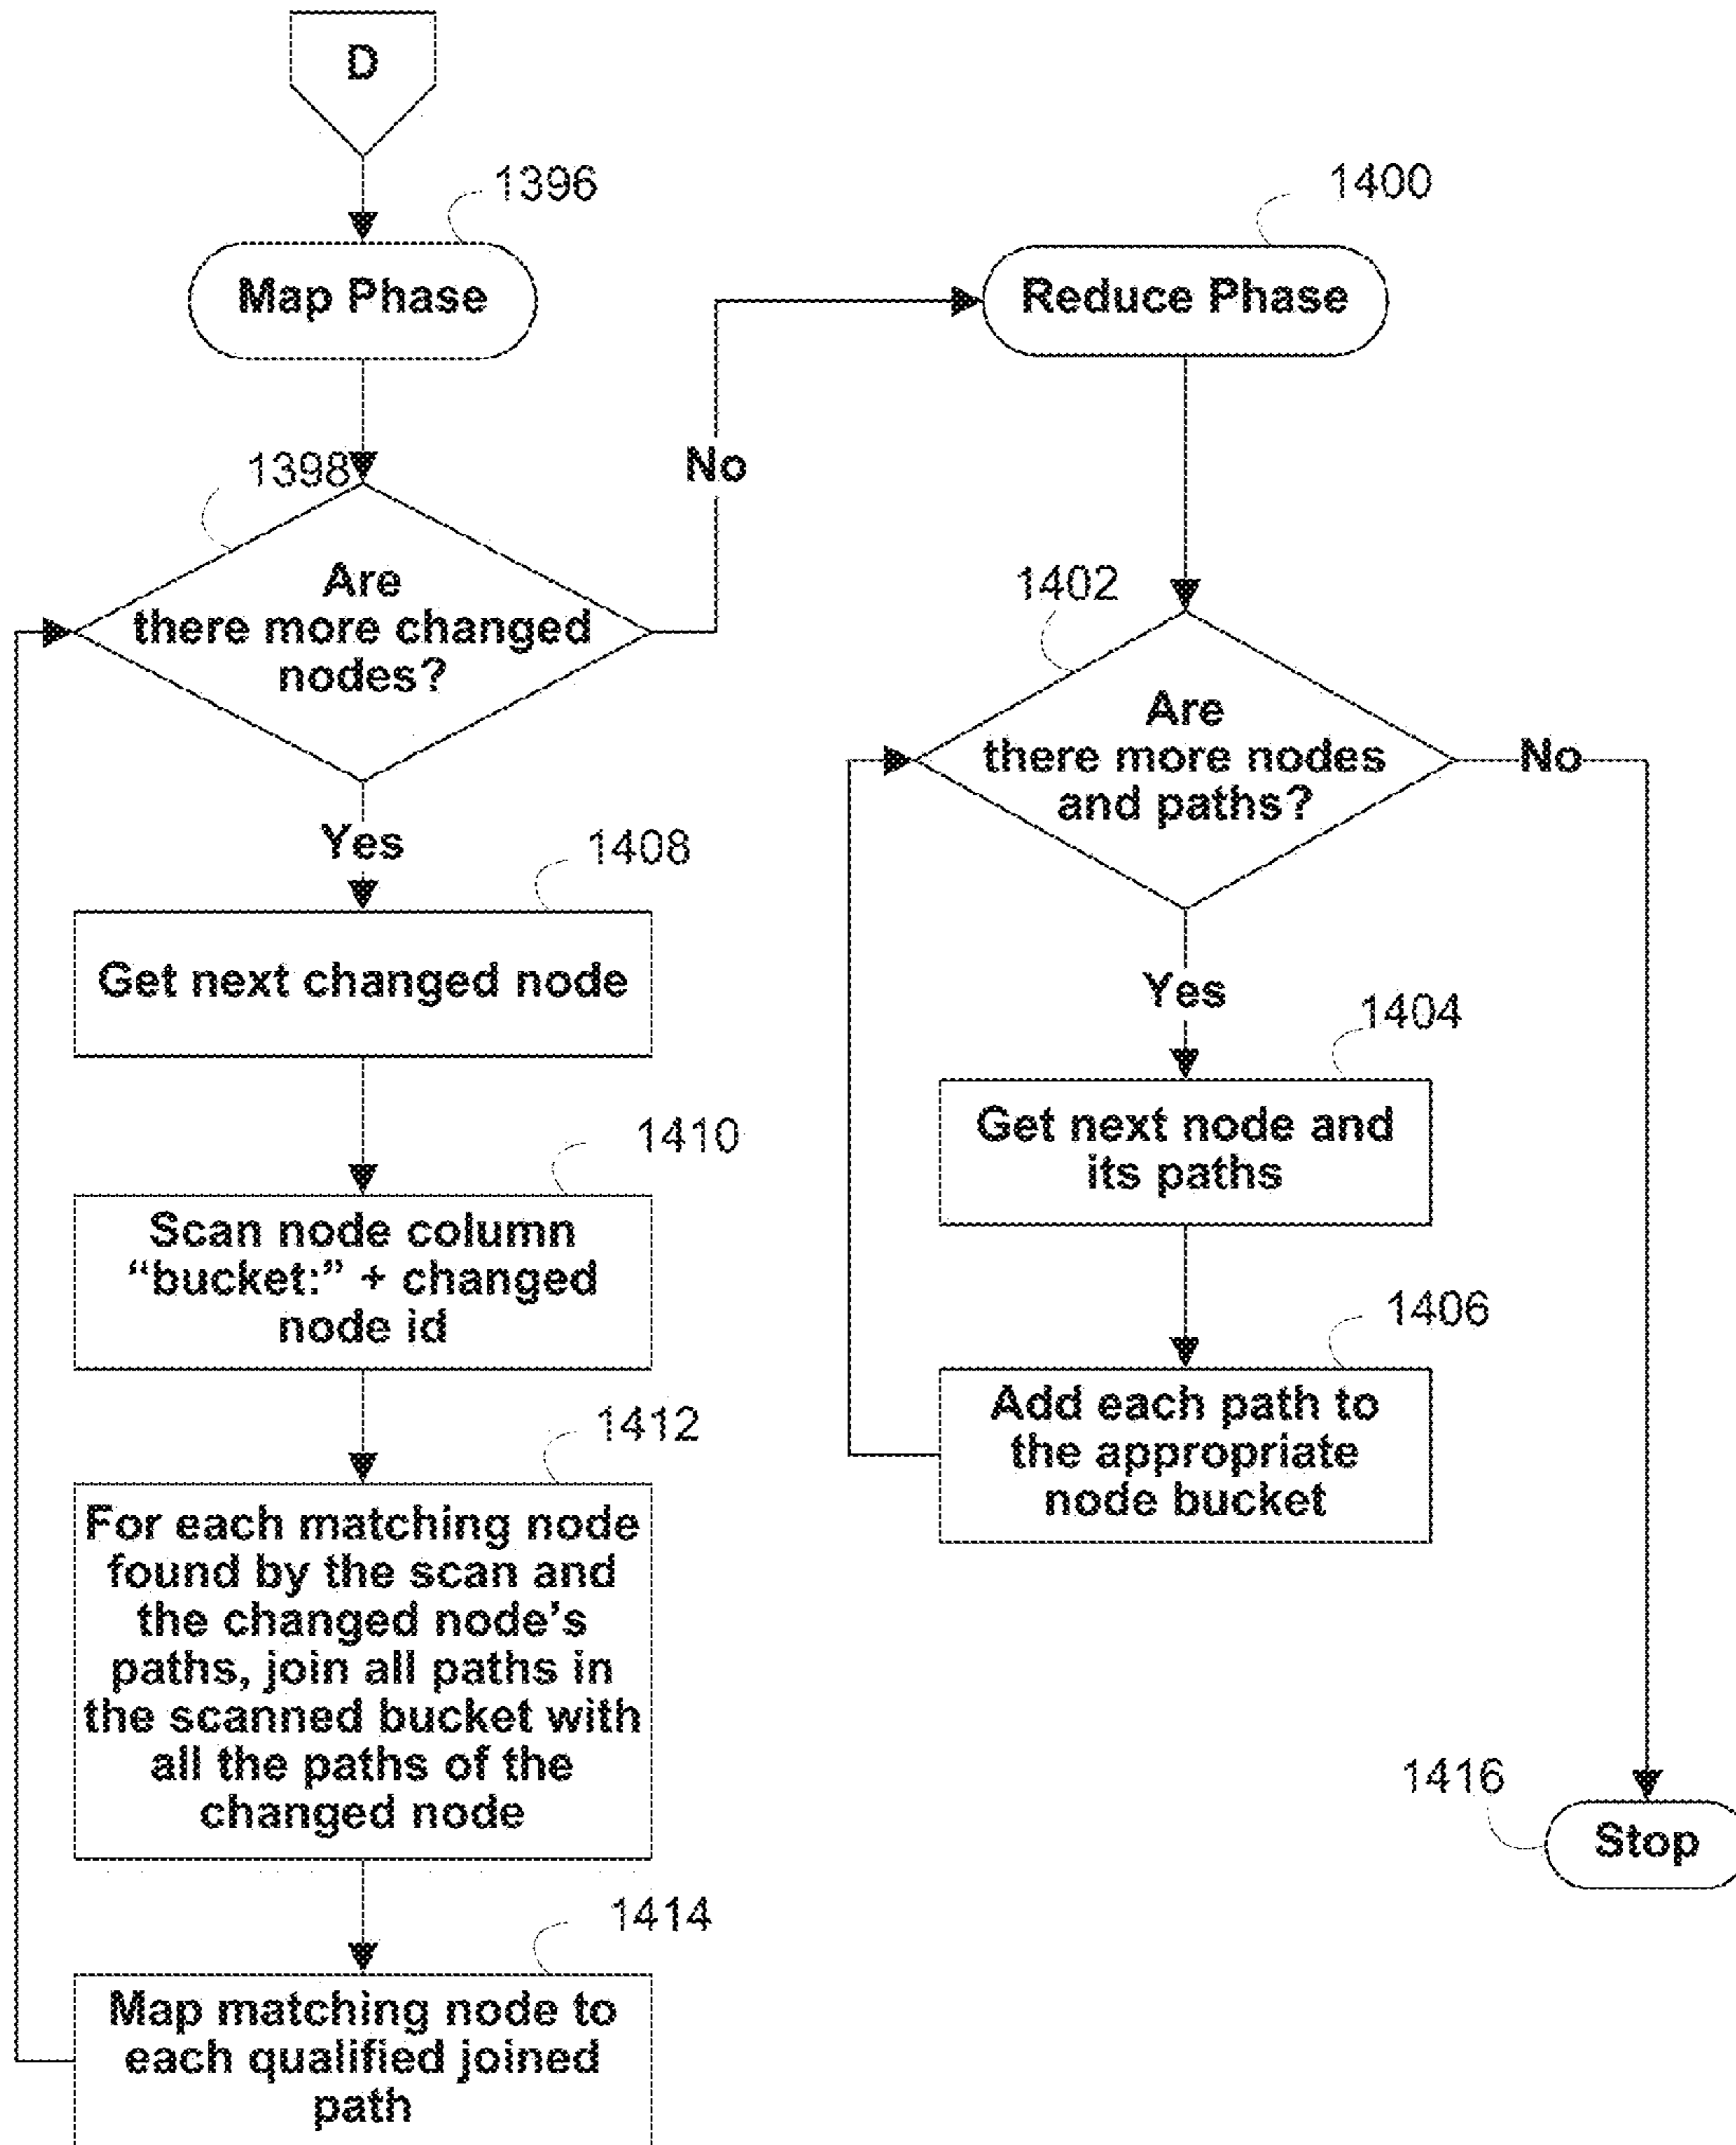 D
1396
Map Phase
1398
Are
there more changed
nodes?
No
Yes
1408
Get next changed node
1410
Scan node column
“bucket:” + changed
node id
1412
For each matching node
found by the scan and
the changed node’s
paths, join all paths in
the scanned bucket with
all the paths of the
changed node
1414
Map matching node to
each qualified joined
path
1400
Reduce Phase
1402
Are
there more nodes
and paths?
No
Yes
1404
Get next node and
its paths
1406
Add each path to
the appropriate
node bucket
1416
Stop